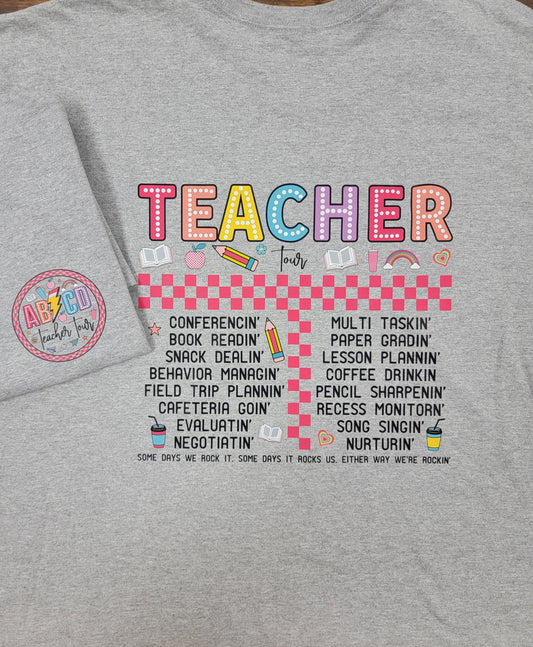 TEACHER
tour
CONFERENCIN'
BOOK READIN'
SNACK DEALIN'
BEHAVIOR MANAGIN'
FIELD TRIP PLANNIN'
CAFETERIA GOIN'
EVALUATIN'
NEGOTIATIN'
MULTI TASKIN'
PAPER GRADIN'
LESSON PLANNIN'
COFFEE DRINKIN
PENCIL SHARPENIN'
RECESS MONITORN'
SONG SINGIN'
NURTURIN'
SOME DAYS WE ROCK IT. SOME DAYS IT ROCKS US. EITHER WAY WE'RE ROCKIN'
AB CD
teacher tour